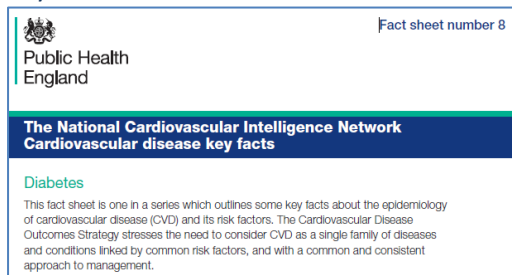 Fact sheet number 8
Public Health
England
The National Cardiovascular Intelligence Network
Cardiovascular disease key facts
Diabetes
This fact sheet is one in a series which outlines some key facts about the epidemiology
of cardiovascular disease (CVD) and its risk factors. The Cardiovascular Disease
Outcomes Strategy stresses the need to consider CVD as a single family of diseases
and conditions linked by common risk factors, and with a common and consistent
approach to management.